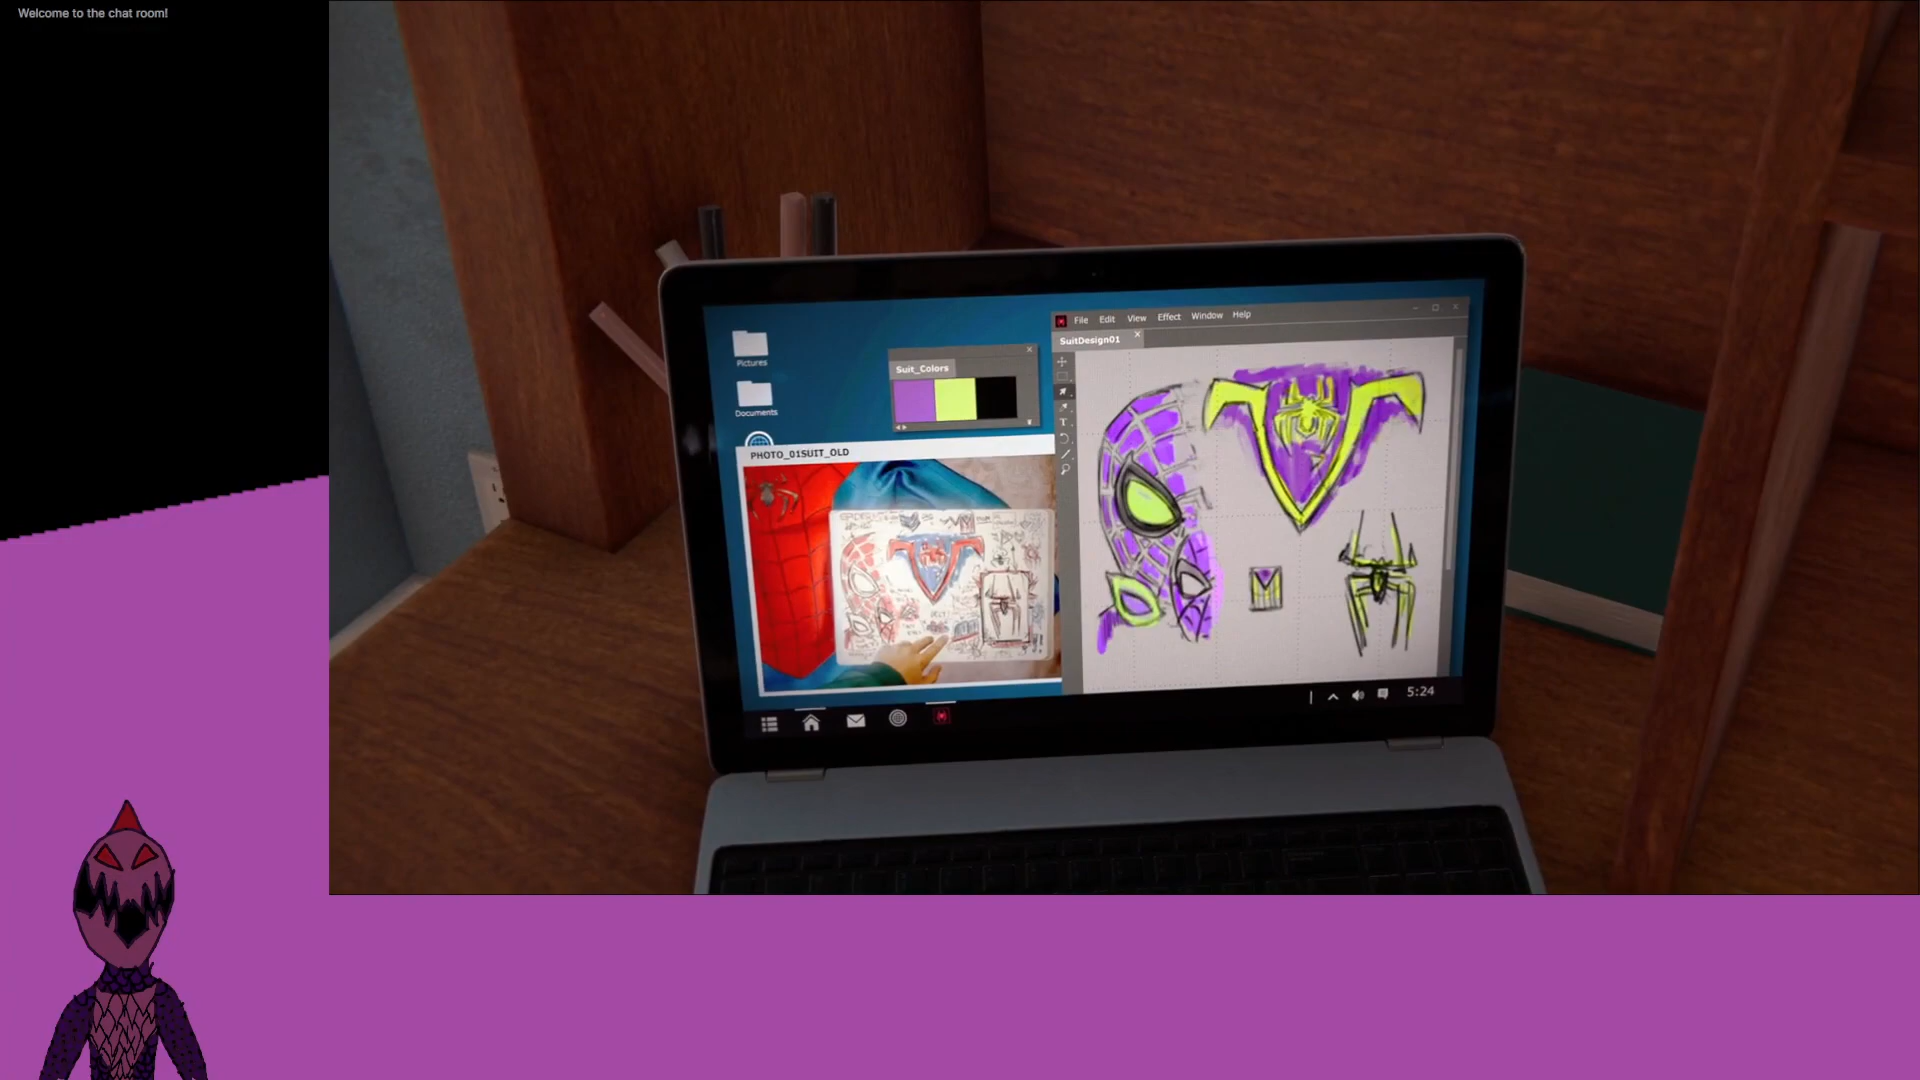 Welcome to the chat room!
File Edit View Effect Window Help
SuitDesign01
Pictures
Suit_Colors
Documents
PHOTO_01SUIT_OLD
T
M
5:24